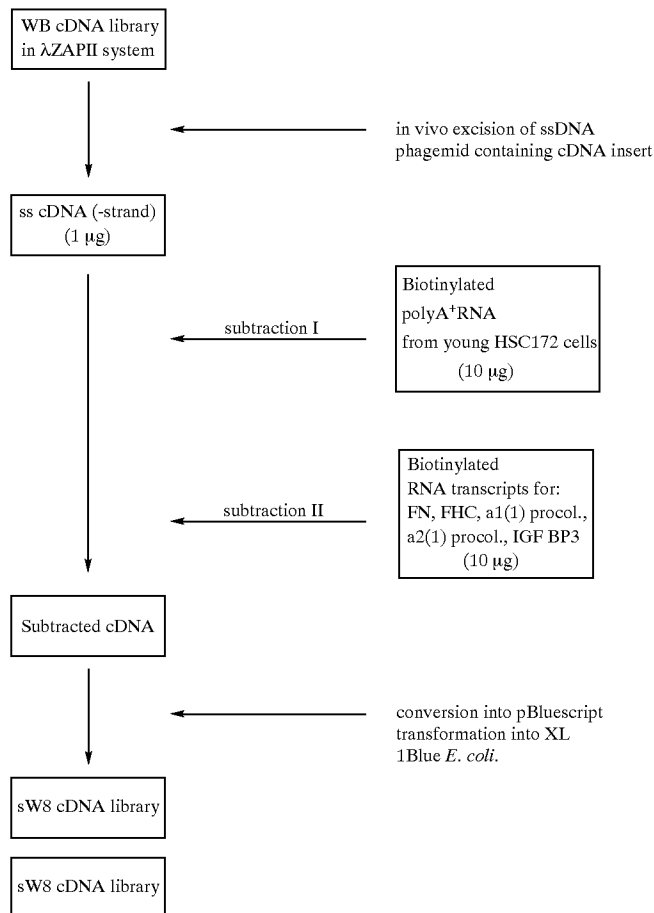 WB cDNA library
in λZAPII system
in vivo excision of ssDNA
phagemid containing cDNA insert
ss cDNA (-strand)
(1 μg)
Biotinylated
polyA+RNA
from young HSC172 cells
(10 μg)
subtraction I
Biotinylated
RNA transcripts for:
FN, FHC, a1(1) procol.,
a2(1) procol., IGF BP3
(10 μg)
subtraction II
Subtracted cDNA
conversion into pBluescript
transformation into XL
1Blue E. coli.
sW8 cDNA library
sW8 cDNA library